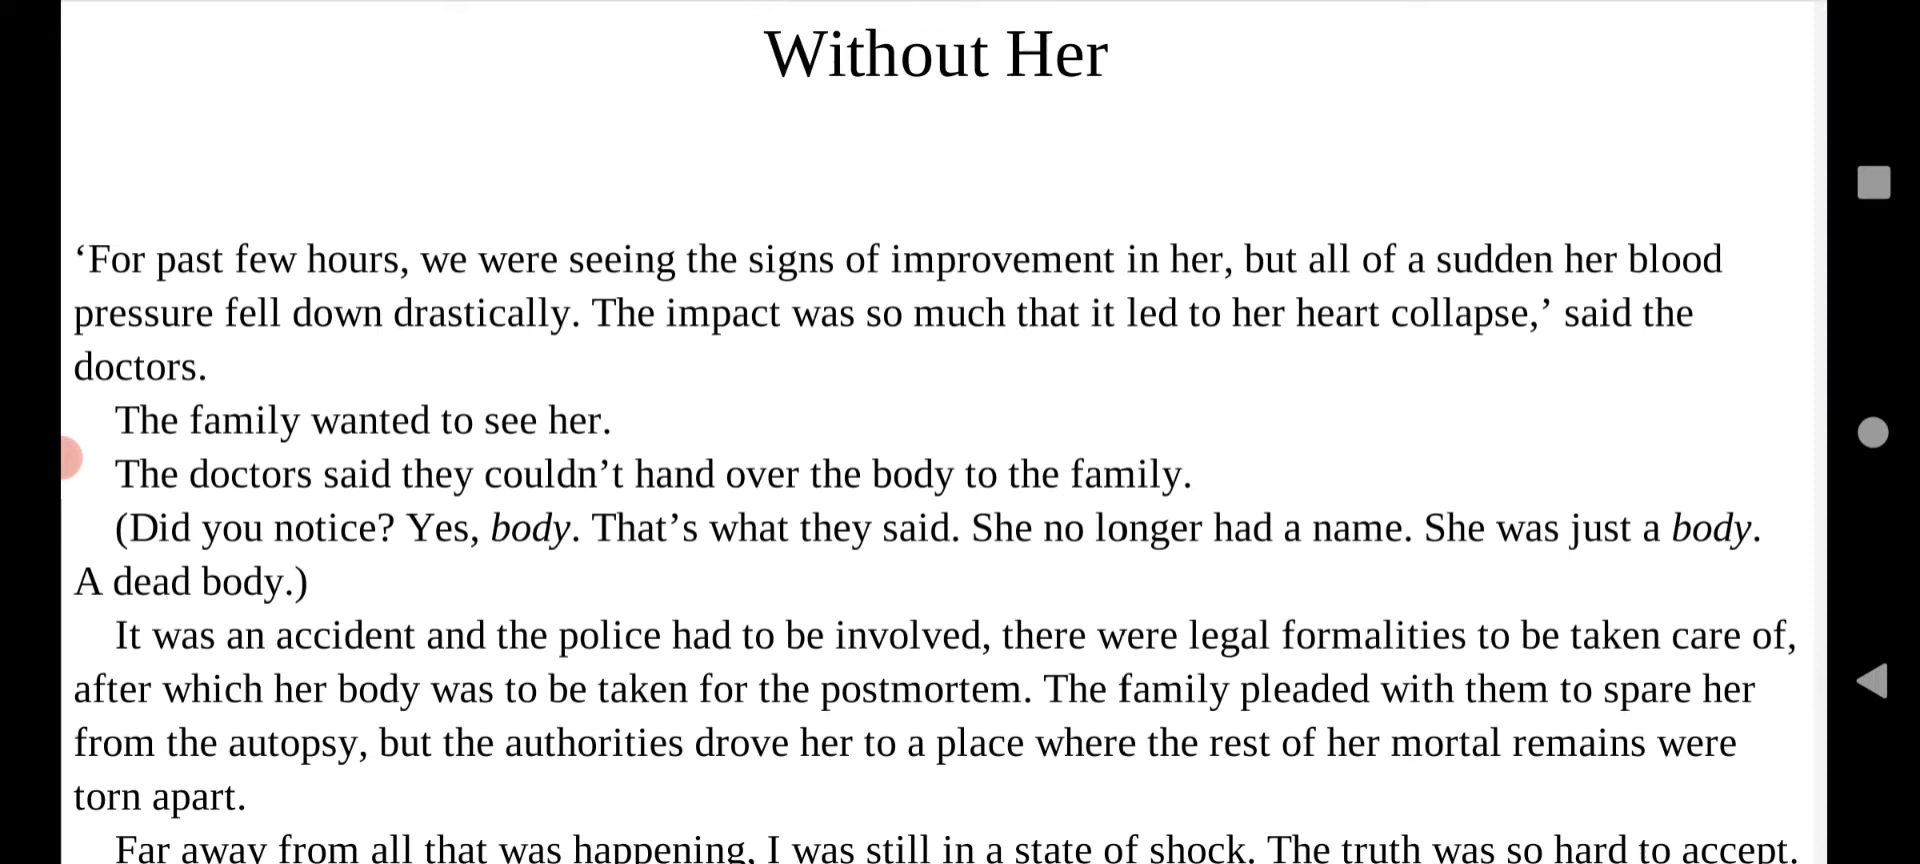 Without Her
‘For past few hours, we were seeing the signs of improvement in her, but all of a sudden her blood
pressure fell down drastically. The impact was so much that it led to her heart collapse,’ said the
doctors.
The family wanted to see her.
The doctors said they couldn’t hand over the body to the family.
(Did you notice? Yes, body. That’s what they said. She no longer had a name. She was just a body.
A dead body.)
It was an accident and the police had to be involved, there were legal formalities to be taken care of,
after which her body was to be taken for the postmortem. The family pleaded with them to spare her
from the autopsy, but the authorities drove her to a place where the rest of her mortal remains were
torn apart.
Far away from all that was happening, I was still in a state of shock. The truth was so hard to accept.